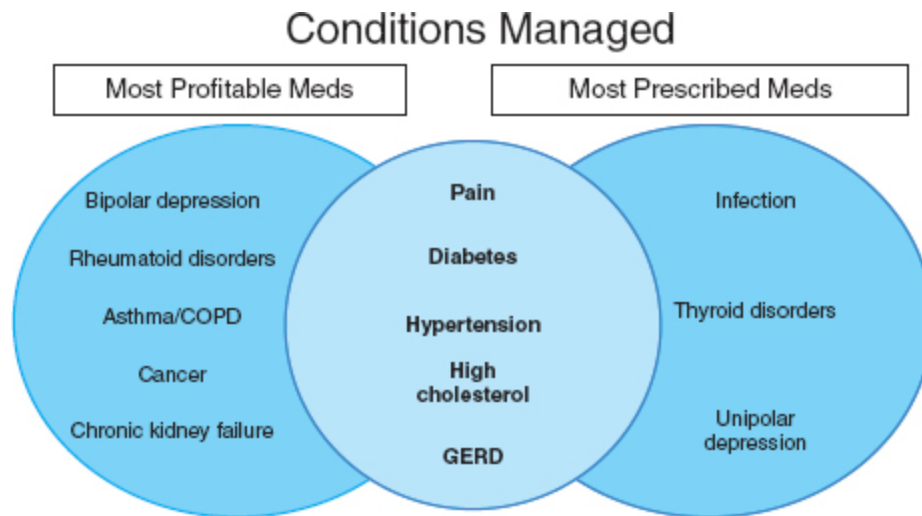 Conditions Managed
Most Profitable Meds
Most Prescribed Meds
Bipolar depression
Rheumatoid disorders
Asthma/COPD
Cancer
Chronic kidney failure
Pain
Diabetes
Hypertension
High
cholesterol
GERD
Infection
Thyroid disorders
Unipolar
depression